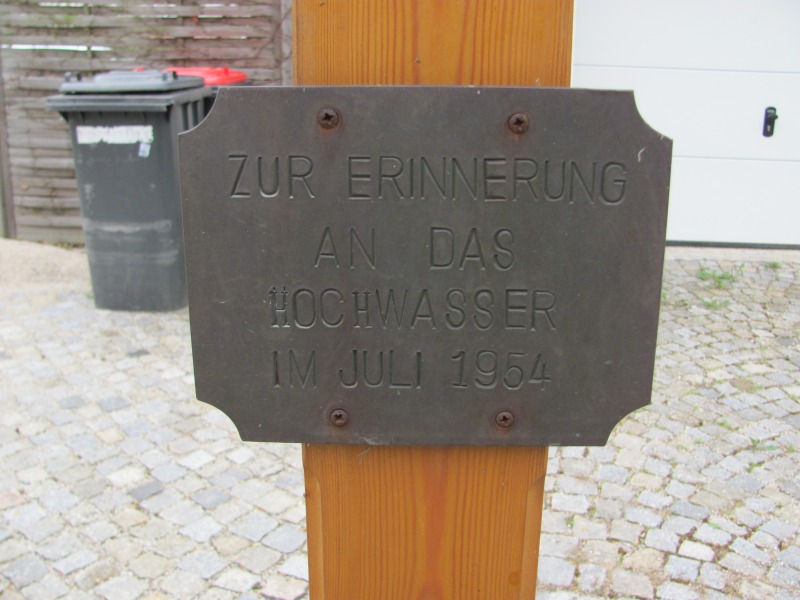 ZUR ERINNERUNG
AN DAS
HOCHWASSER
IM JULI 1954